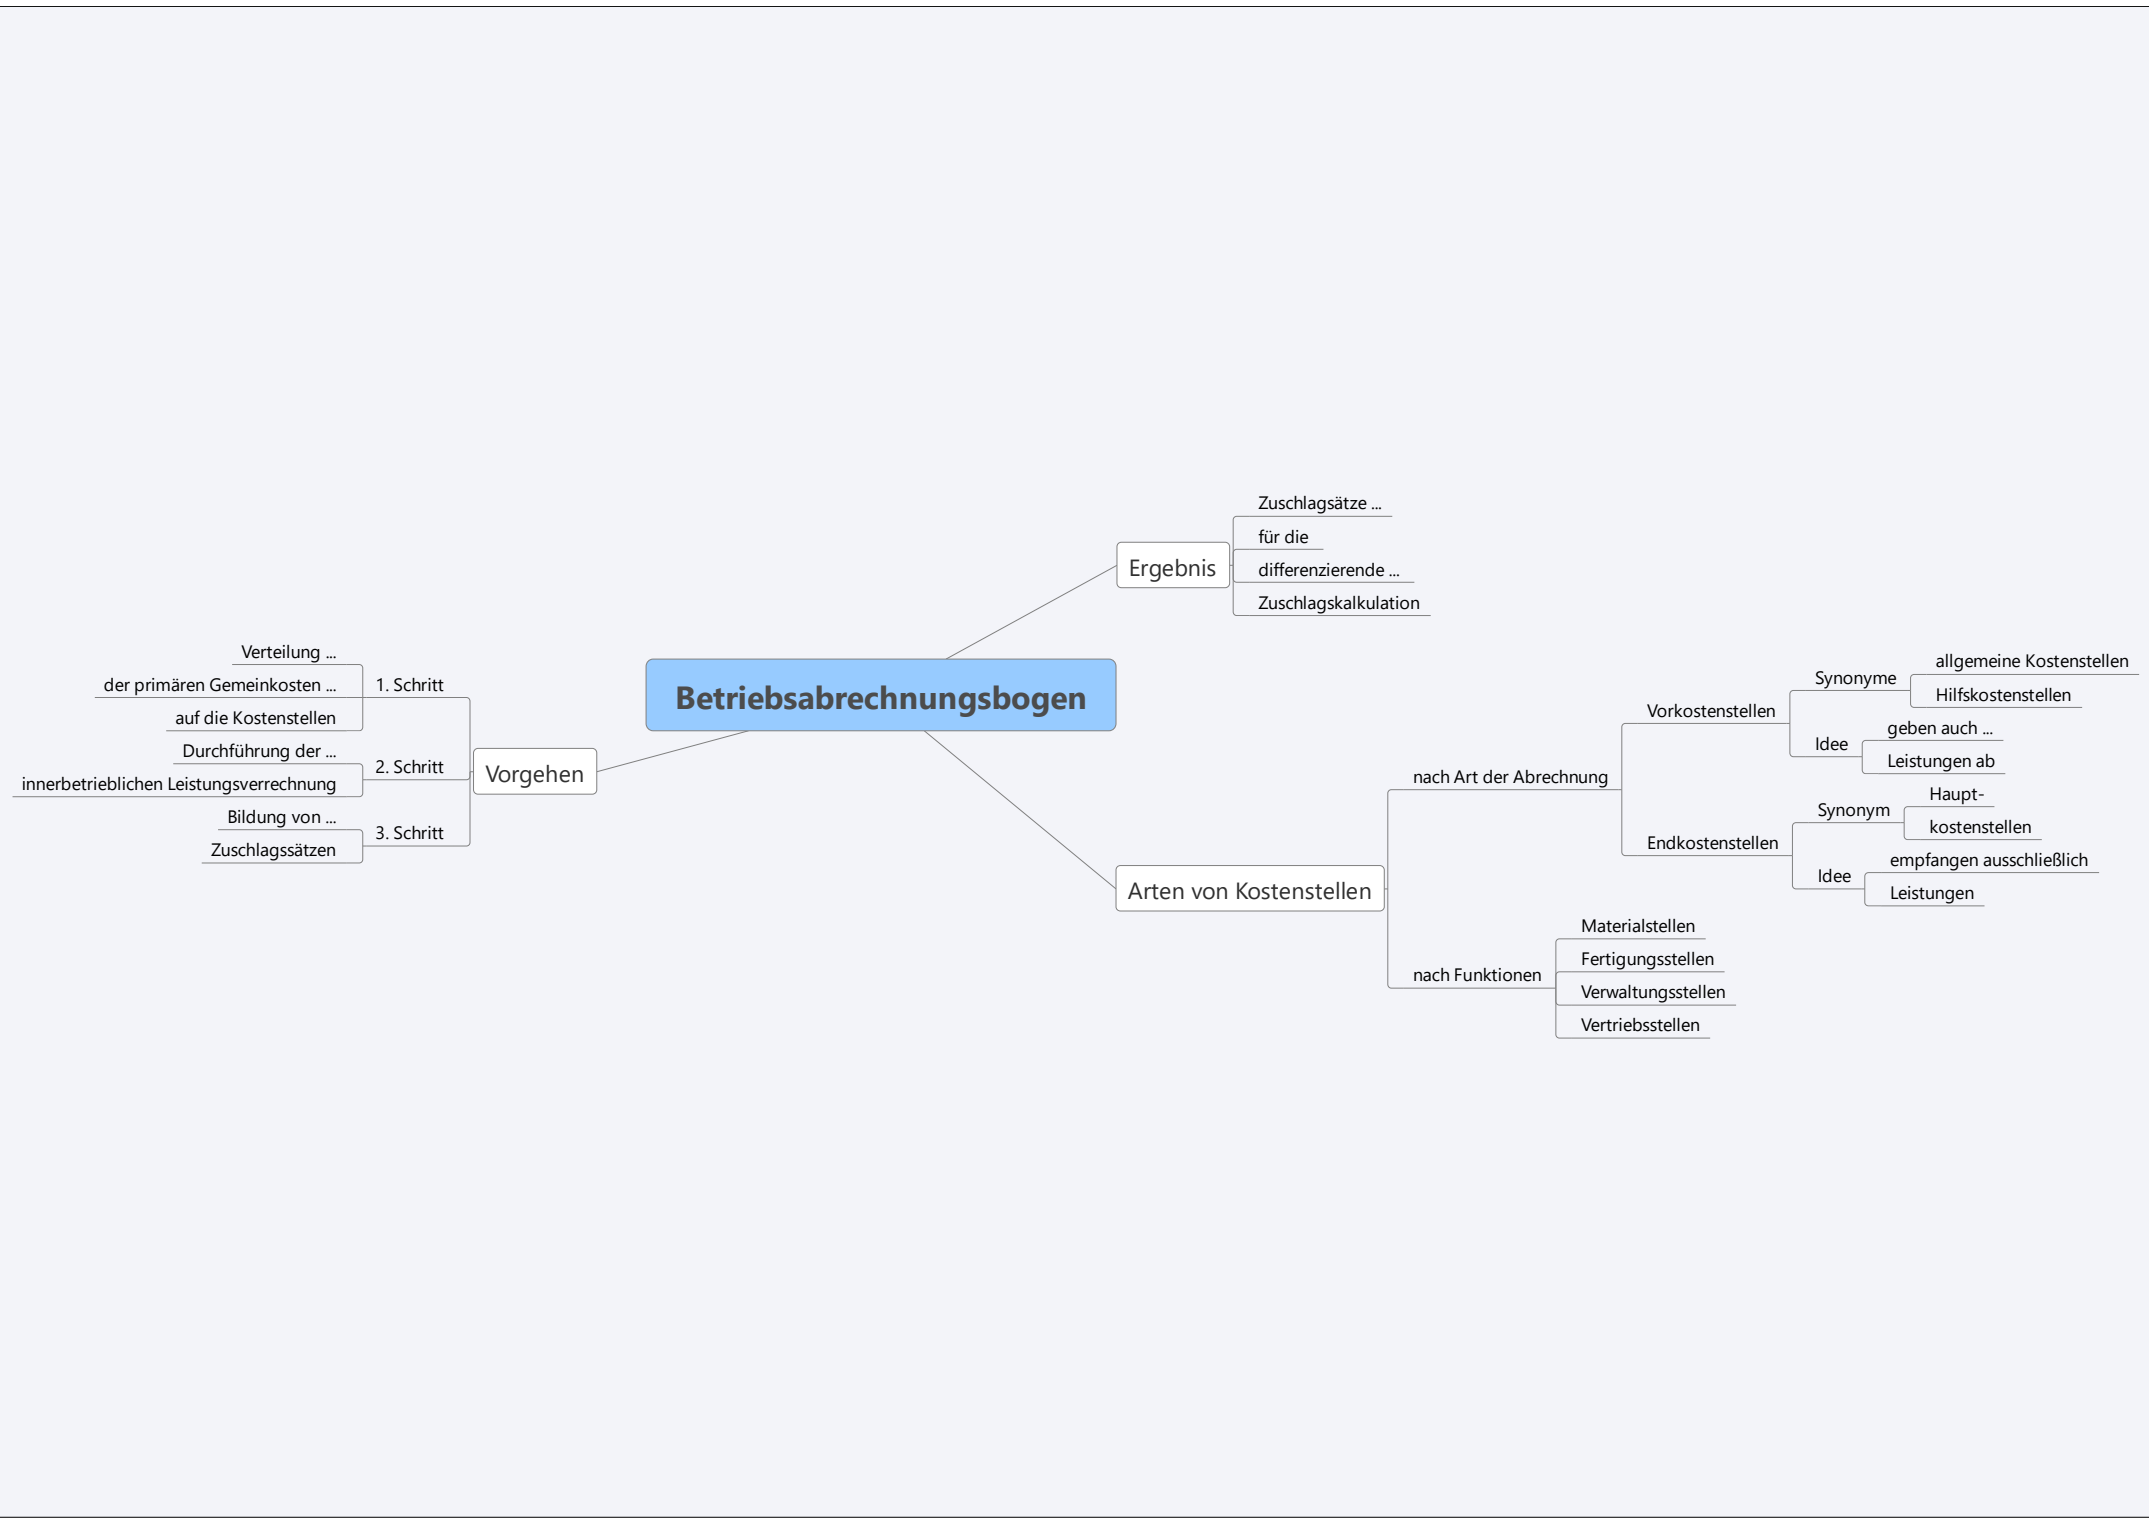 Betriebsabrechnungsbogen
Ergebnis
Zuschlagsätze ...
für die
differenzierende ...
Zuschlagskalkulation
Arten von Kostenstellen
nach Art der Abrechnung
Vorkostenstellen
Synonyme
allgemeine Kostenstellen
Hilfskostenstellen
Idee
geben auch ...
Leistungen ab
Endkostenstellen
Synonym
Haupt-
kostenstellen
Idee
empfangen ausschließlich
Leistungen
nach Funktionen
Materialstellen
Fertigungsstellen
Verwaltungsstellen
Vertriebsstellen
Vorgehen
1. Schritt
Verteilung ...
der primären Gemeinkosten ...
auf die Kostenstellen
2. Schritt
Durchführung der ...
innerbetrieblichen Leistungsverrechnung
3. Schritt
Bildung von ...
Zuschlagssätzen